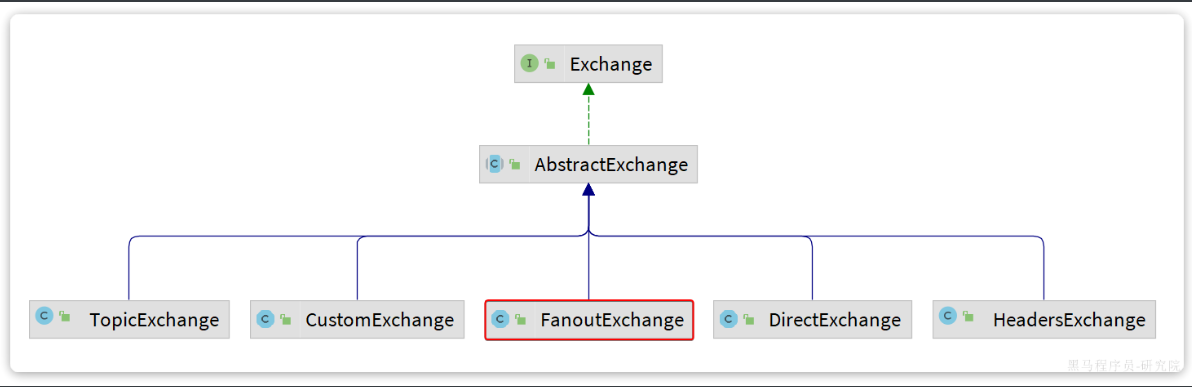 I Exchange
C AbstractExchange
C TopicExchange C CustomExchange C FanoutExchange C DirectExchange C HeadersExchange
黑马程序员-研究院